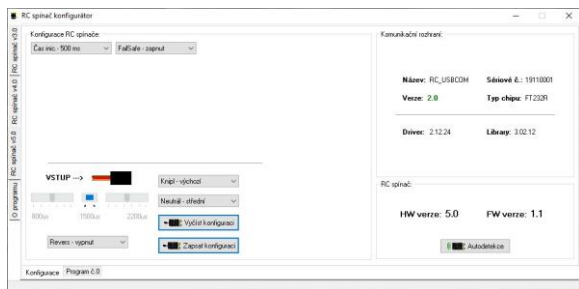 RC spínač konfigurátor
RC spínač v3.0
RC spínač v4.0
RC spínač v5.0
O programu
Konfigurace RC spínače:
Čas inic. - 500 ms
FailSafe - zapnut
VSTUP --->
800us
1500us
2200us
Revers - vypnut
Knipl - výchozí
Neutrál - střední
Vyčíst konfiguraci
Zapsat konfiguraci
Konfigurace
Program č.0
Komunikační rozhraní:
Název: RC_USBCOM
Sériové č.: 19110001
Verze: 2.0
Typ chipu: FT232R
Driver: 2.12.24
Library: 3.02.12
RC spínač:
HW verze: 5.0
FW verze: 1.1
Autodetekce